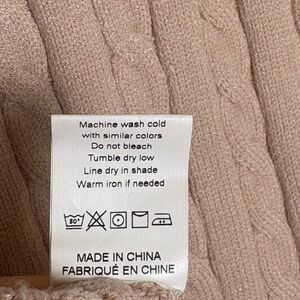 Machine wash cold
with similar colors
Do not bleach
Tumble dry low
Line dry in shade
Warm iron if needed
30°
MADE IN CHINA
FABRIQUÉ EN CHINE